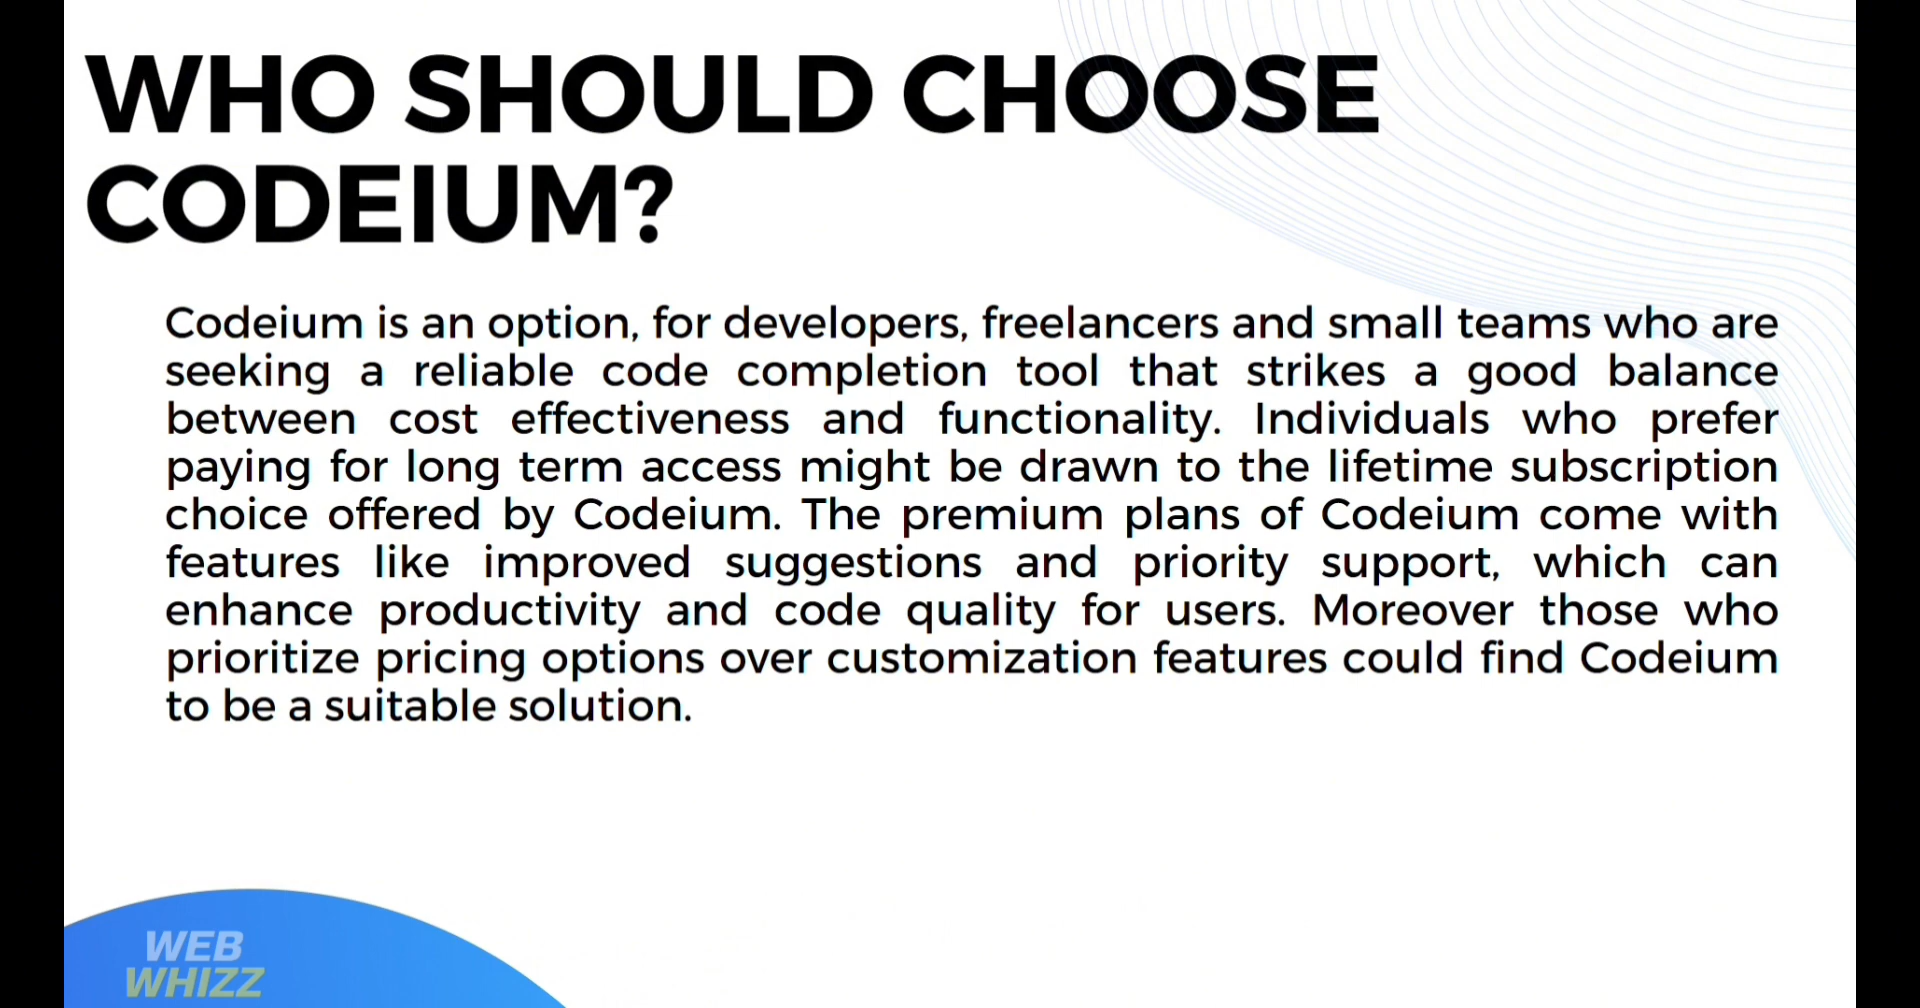 WHO SHOULD CHOOSE
CODEIUM?
Codeium is an option, for developers, freelancers and small teams who are
seeking a reliable code completion tool that strikes a good balance
between cost effectiveness and functionality. Individuals who prefer
paying for long term access might be drawn to the lifetime subscription
choice offered by Codeium. The premium plans of Codeium come with
features like improved suggestions and priority support, which can
enhance productivity and code quality for users. Moreover those who
prioritize pricing options over customization features could find Codeium
to be a suitable solution.
WEB
WHIZZ